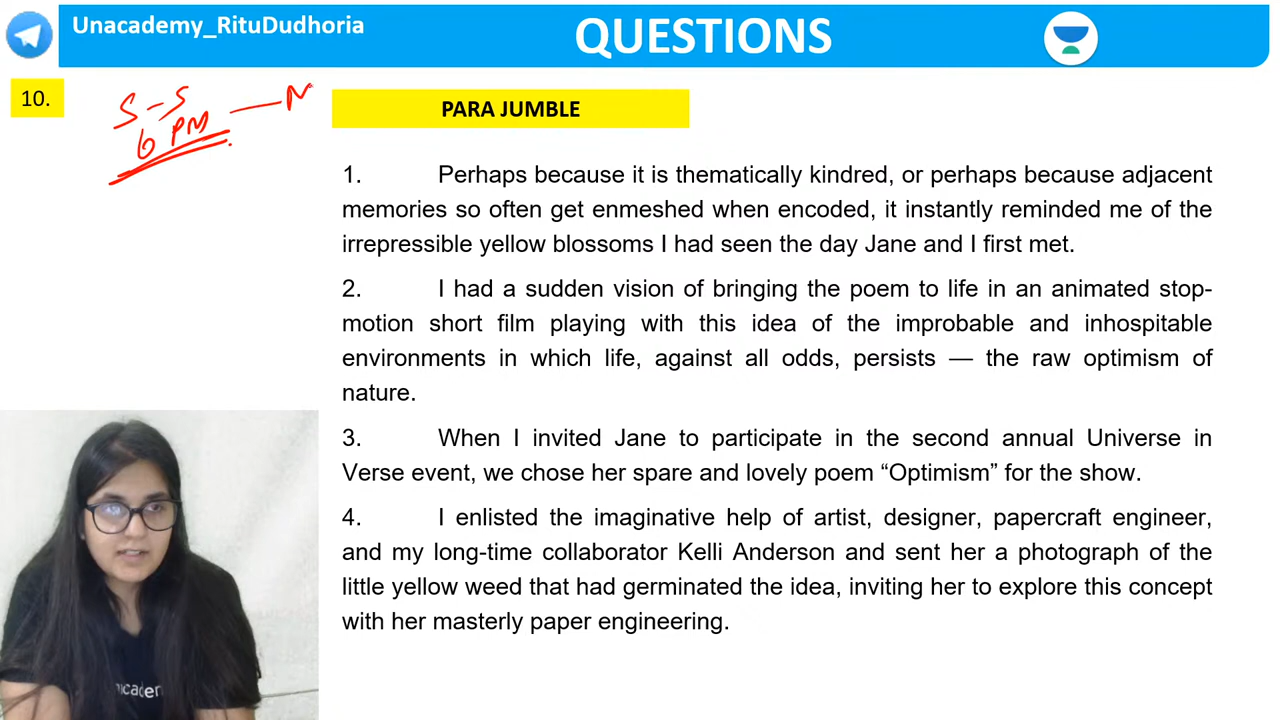 Unacademy_RituDudhoria
QUESTIONS
10.
S-S
6 PM — N
PARA JUMBLE
1. Perhaps because it is thematically kindred, or perhaps because adjacent
memories so often get enmeshed when encoded, it instantly reminded me of the
irrepressible yellow blossoms I had seen the day Jane and I first met.
2. I had a sudden vision of bringing the poem to life in an animated stop-
motion short film playing with this idea of the improbable and inhospitable
environments in which life, against all odds, persists — the raw optimism of
nature.
3. When I invited Jane to participate in the second annual Universe in
Verse event, we chose her spare and lovely poem “Optimism” for the show.
4. I enlisted the imaginative help of artist, designer, papercraft engineer,
and my long-time collaborator Kelli Anderson and sent her a photograph of the
little yellow weed that had germinated the idea, inviting her to explore this concept
with her masterly paper engineering.